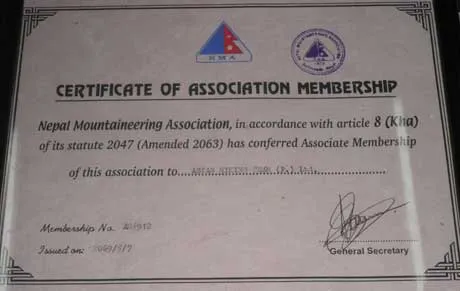 NMA
CERTIFICATE OF ASSOCIATION MEMBERSHIP
Nepal Mountaineering Association, in accordance with article 8 (Kha)
of its statute 2047 (Amended 2063) has conferred Associate Membership
of this association to....
Membership No.
Issued on:
General Secretary